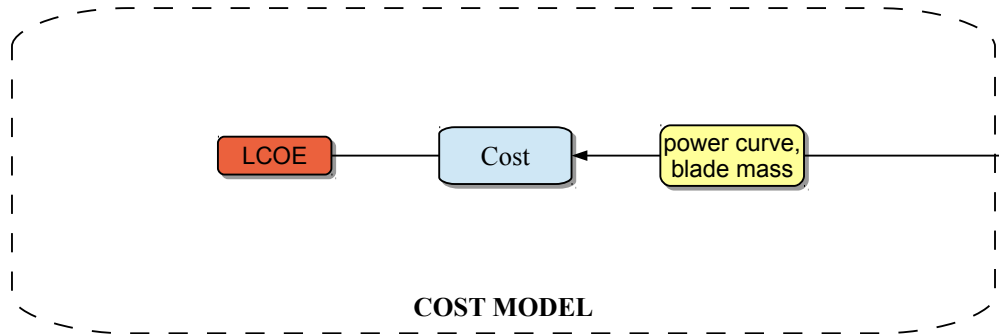 LCOE
Cost
power curve,
blade mass
COST MODEL